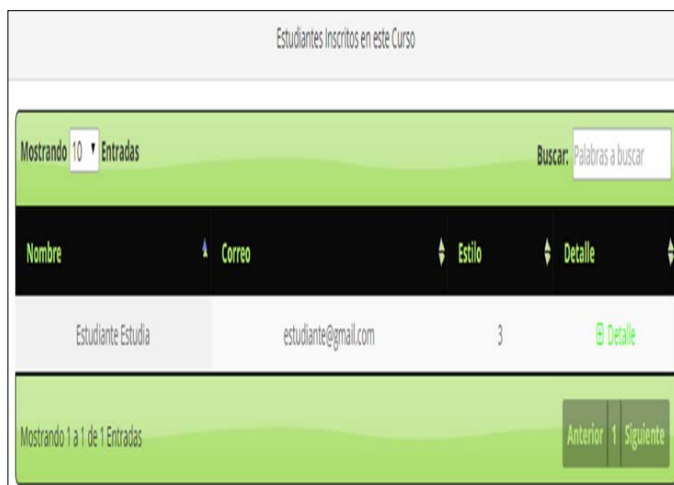 Estudiantes Inscritos en este Curso
Mostrando 10 Entradas Buscar: Palabras a buscar
Nombre Correo Estilo Detalle
Estudiante Estudia estudiante@gmail.com 3 Detalle
Mostrando 1 a 1 de 1 Entradas Anterior 1 Siguiente